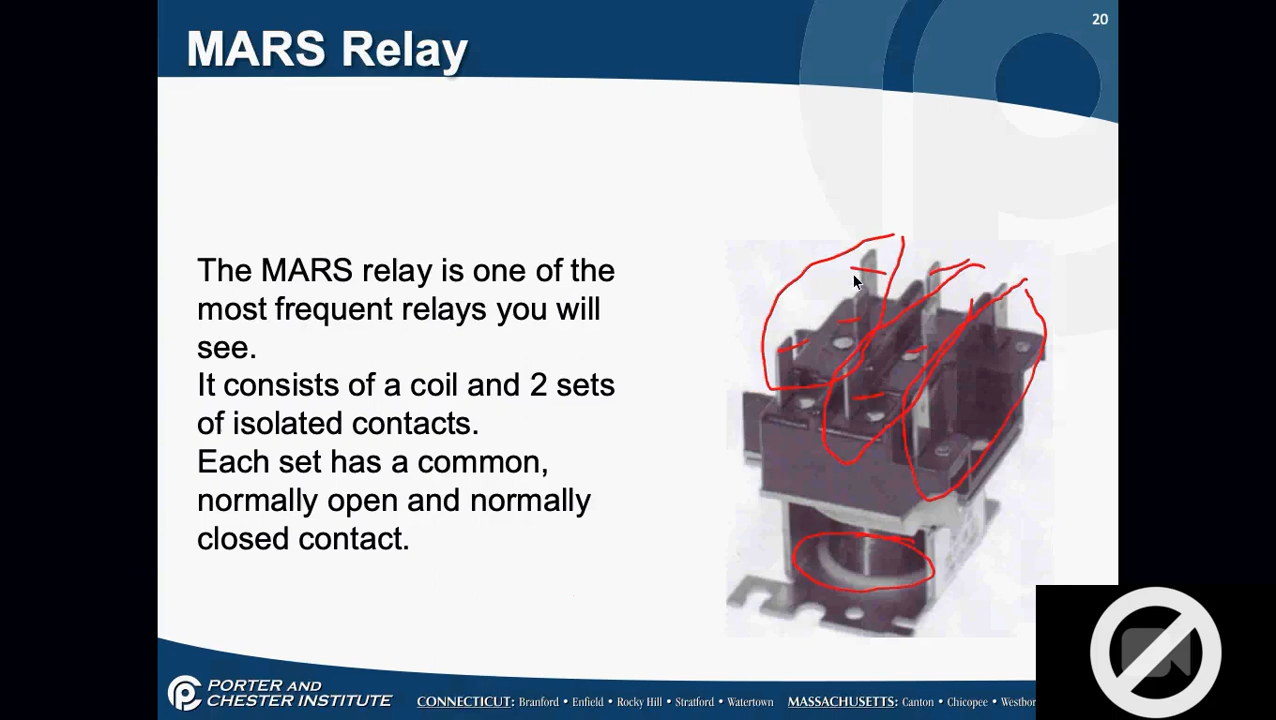 20
MARS Relay
The MARS relay is one of the
most frequent relays you will
see.
It consists of a coil and 2 sets
of isolated contacts.
Each set has a common,
normally open and normally
closed contact.
PORTER AND
CHESTER INSTITUTE
CONNECTICUT: Branford • Enfield • Rocky Hill • Stratford • Watertown
MASSACHUSETTS: Canton • Chicopee • Westbor